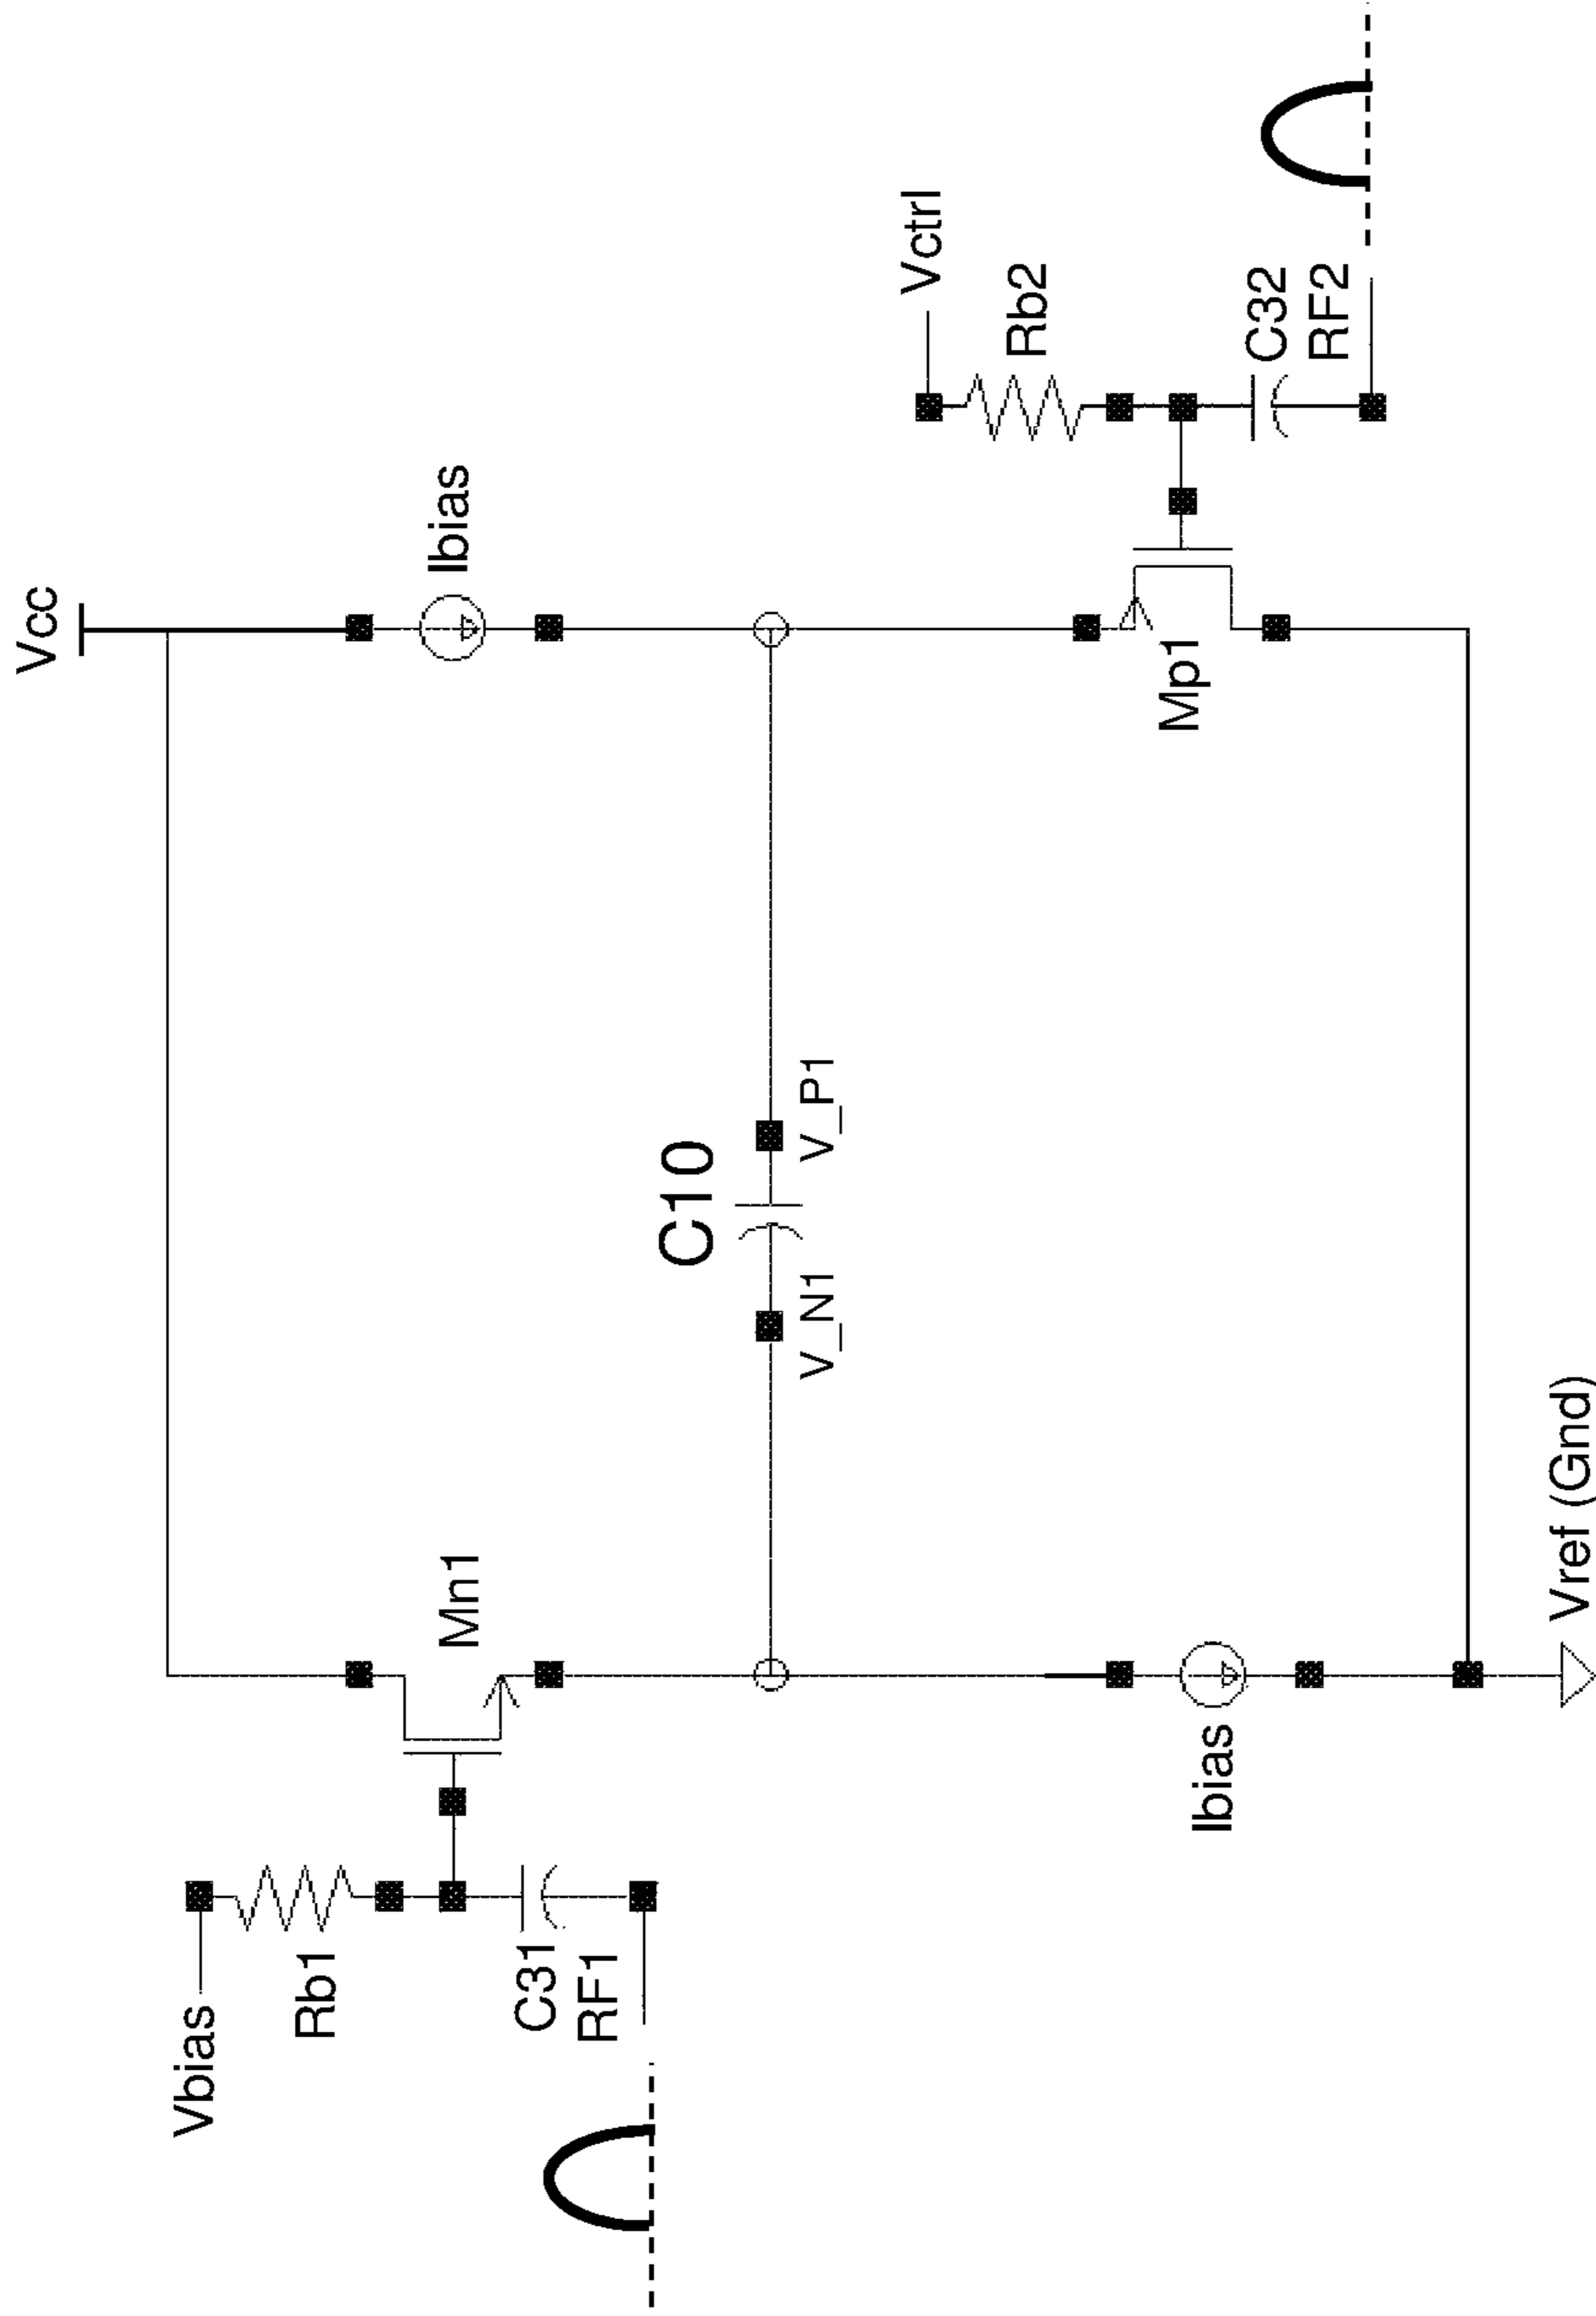 Vcc
Vbias
Rb1
C31
RF1
Mn1
Ibias
C10
V_N1
V_P1
Vctrl
Rb2
C32
RF2
Mp1
Ibias
Vref (Gnd)